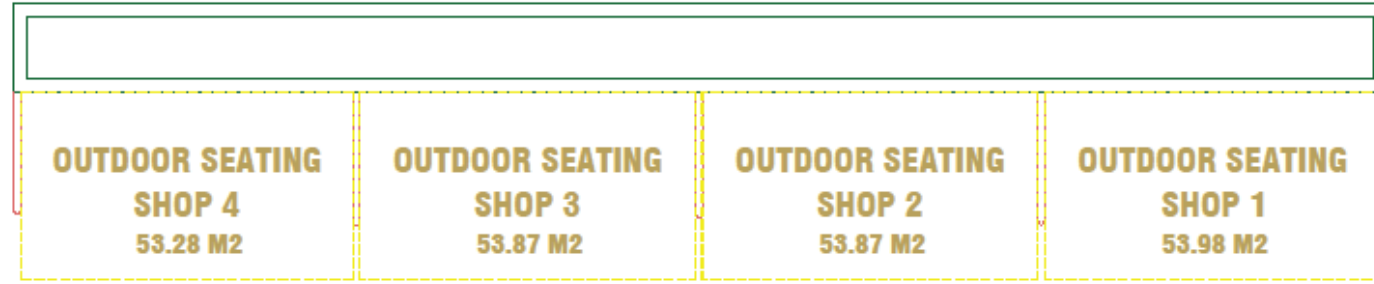 OUTDOOR SEATING
SHOP 4
53.28 M2
OUTDOOR SEATING
SHOP 3
53.87 M2
OUTDOOR SEATING
SHOP 2
53.87 M2
OUTDOOR SEATING
SHOP 1
53.98 M2